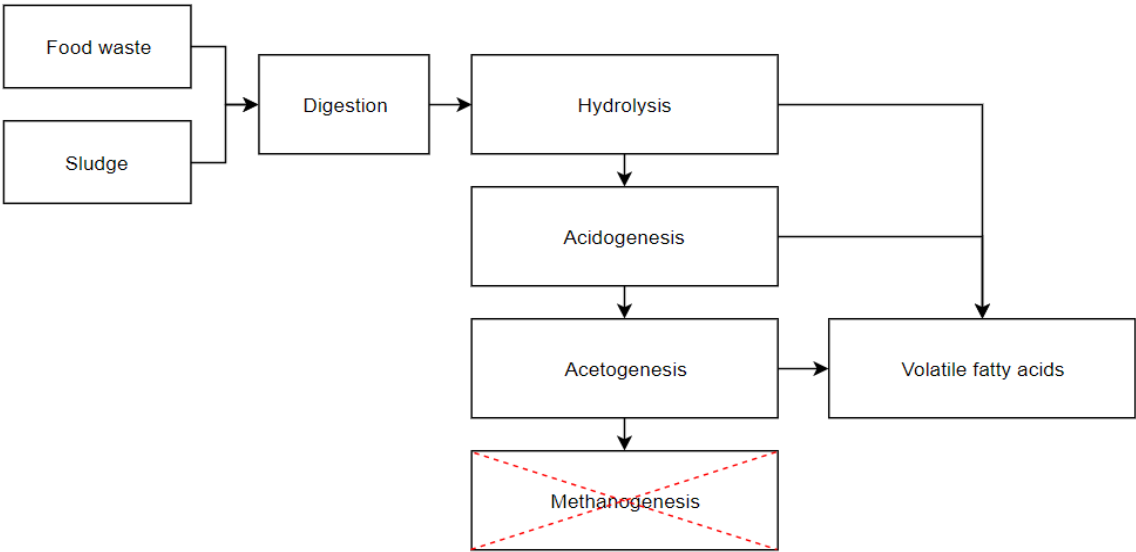 Food waste
Sludge
Digestion
Hydrolysis
Acidogenesis
Acetogenesis
Volatile fatty acids
Methanogenesis